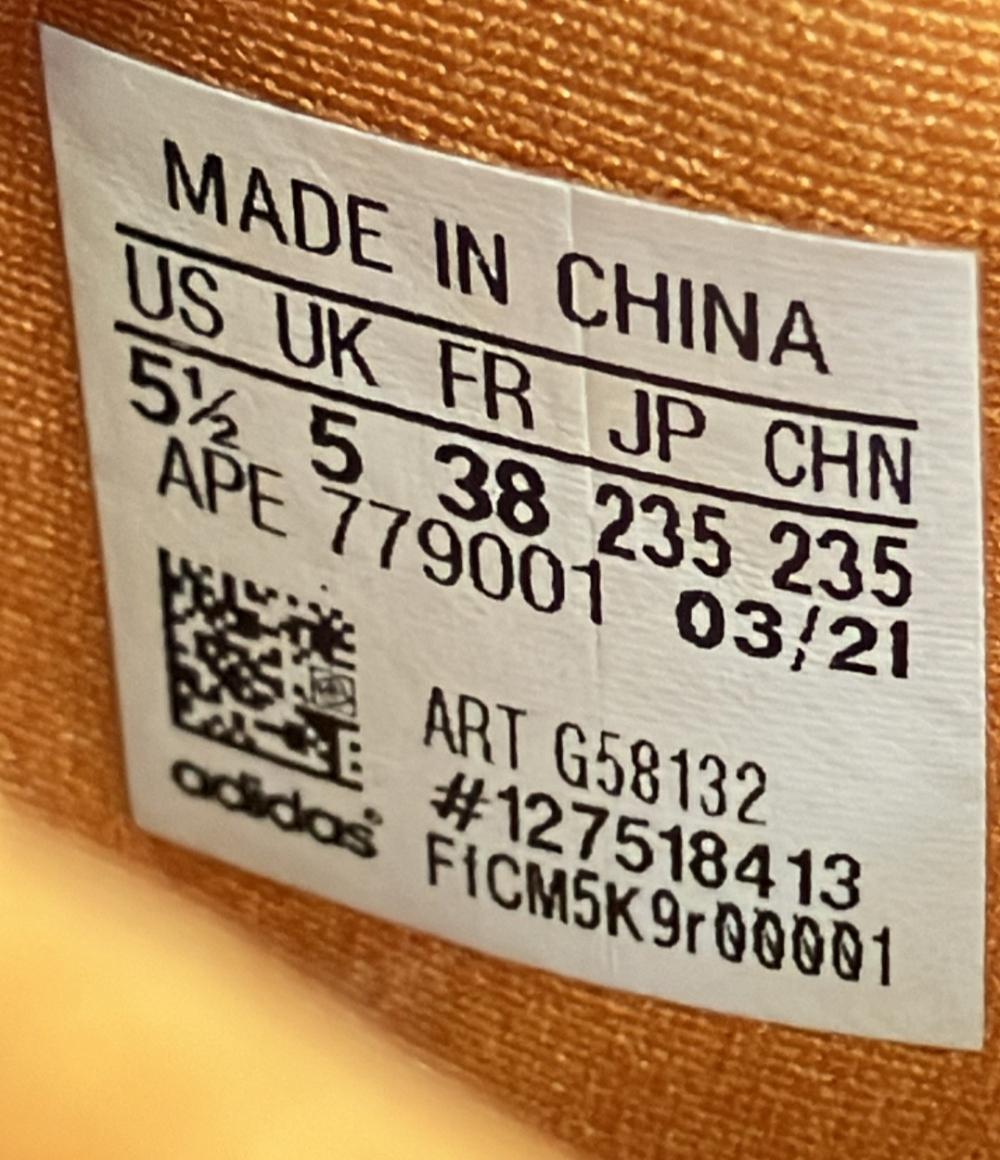 MADE IN CHINA
US UK FR JP CHN
5½ 5 38 235 235
APE 779001 03/21
ART G58132
#127518413
FfCM5K9r00001
adidas